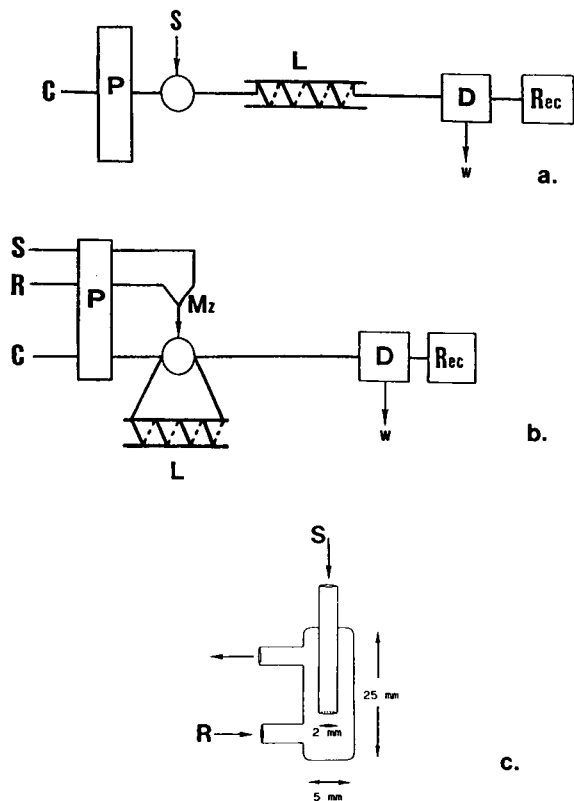 S
L
C P D Rec
w
a.
S
R P Mz
C D Rec
w
b.
L
S
25 mm
R 2 mm
c.
5 mm